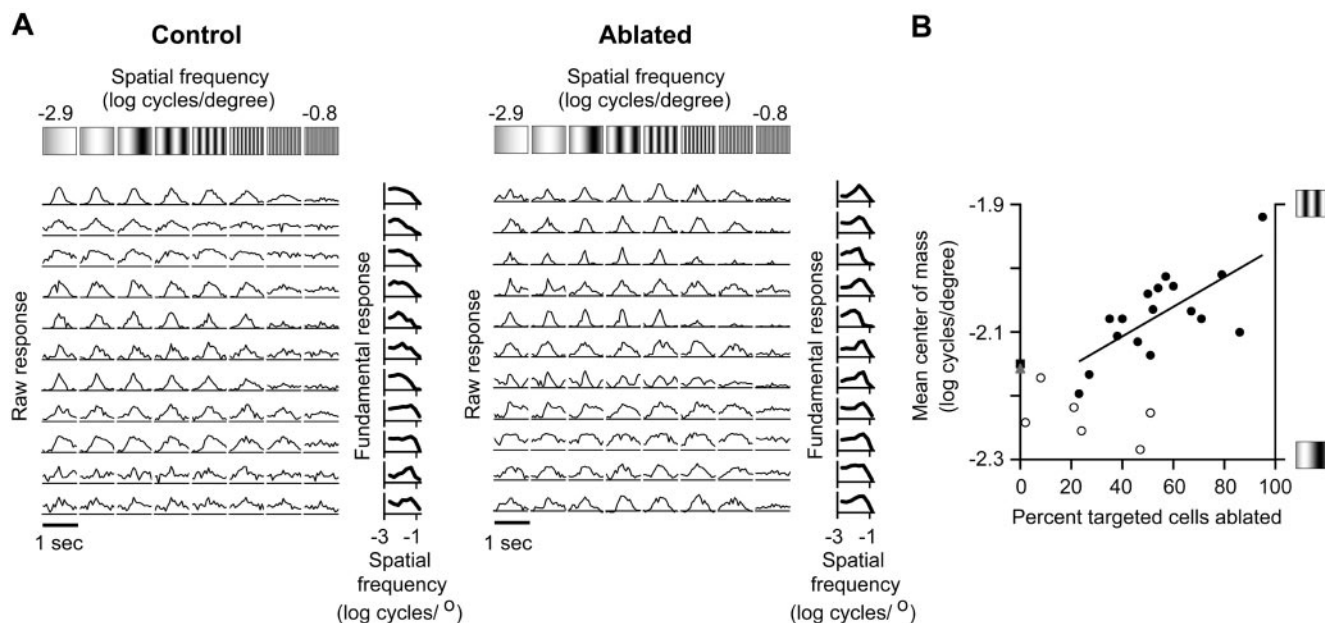 A
Control
Spatial frequency
(log cycles/degree)
-2.9
-0.8
Raw response
Fundamental response
1 sec
-3 -1
Spatial
frequency
(log cycles/ º)
Ablated
Spatial frequency
(log cycles/degree)
-2.9
-0.8
Raw response
Fundamental response
1 sec
-3 -1
Spatial
frequency
(log cycles/ º)
B
Mean center of mass
(log cycles/degree)
-1.9
-2.1
-2.3
0 20 40 60 80 100
Percent targeted cells ablated